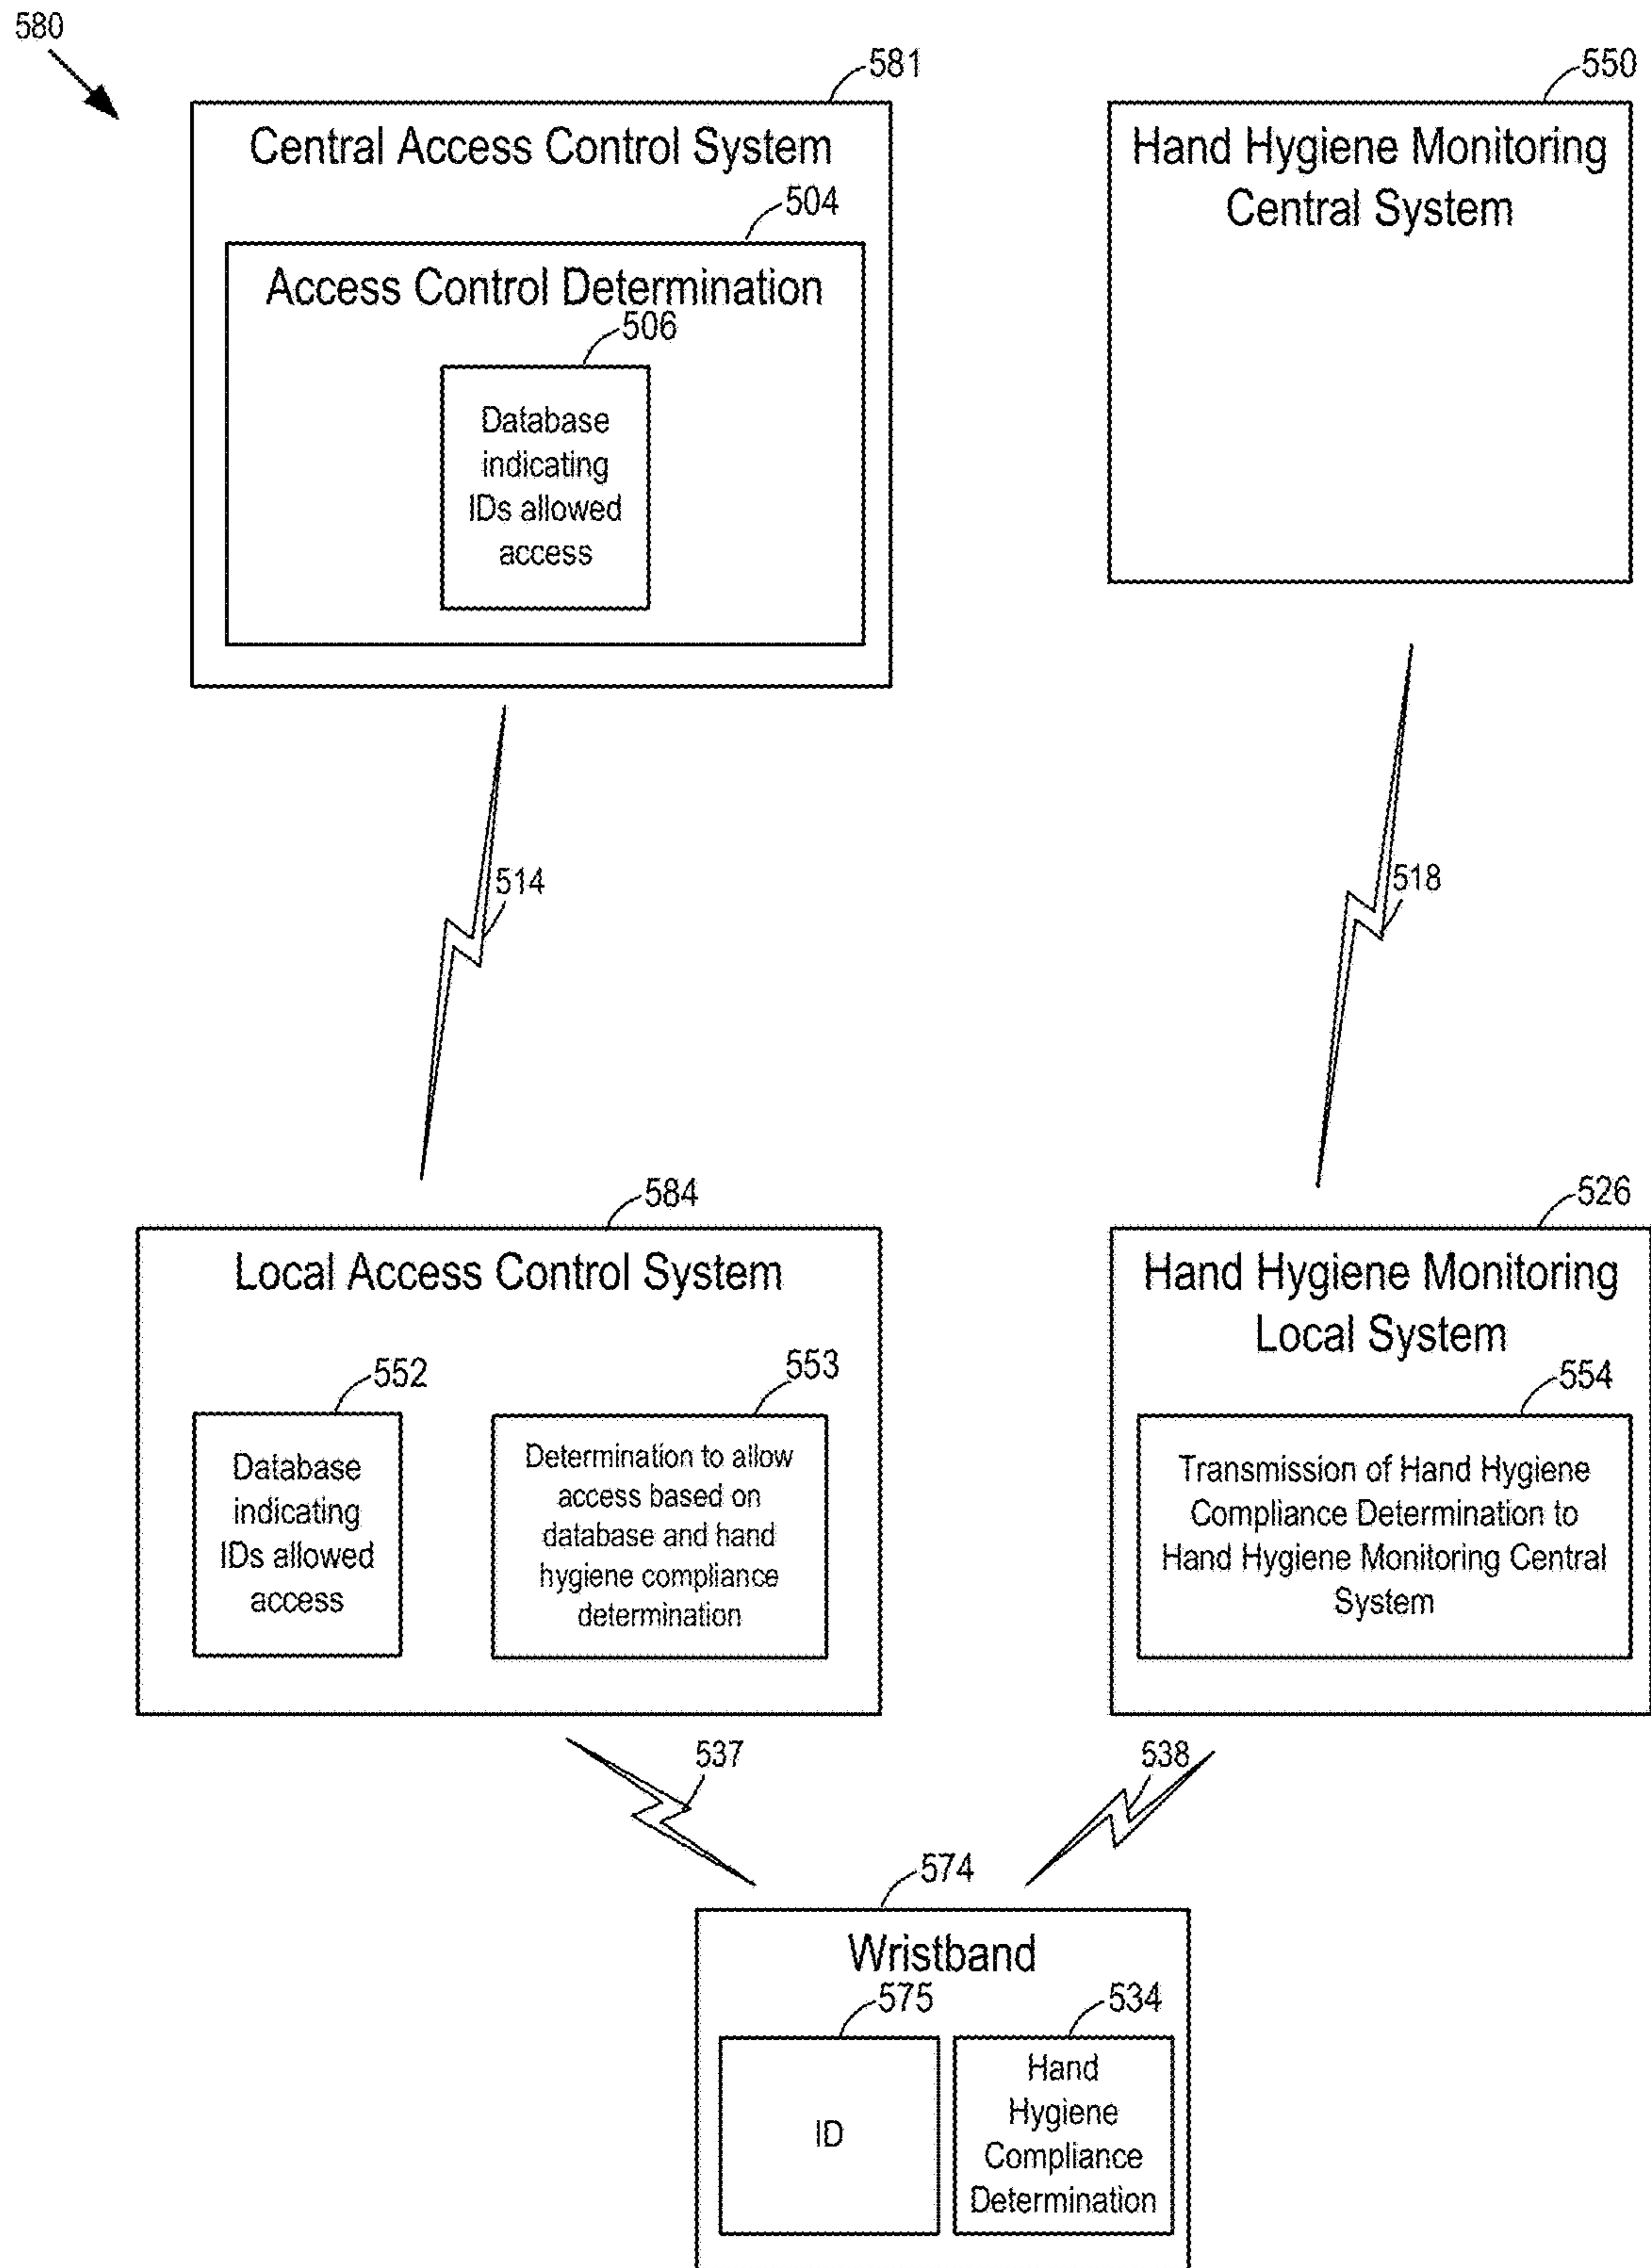 580
581
Central Access Control System
504
Access Control Determination
506
Database
indicating
IDs allowed
access
550
Hand Hygiene Monitoring
Central System
514
518
584
Local Access Control System
552
Database
indicating
IDs allowed
access
553
Determination to allow
access based on
database and hand
hygiene compliance
determination
526
Hand Hygiene Monitoring
Local System
554
Transmission of Hand Hygiene
Compliance Determination to
Hand Hygiene Monitoring Central
System
537
538
574
Wristband
575
ID
534
Hand
Hygiene
Compliance
Determination